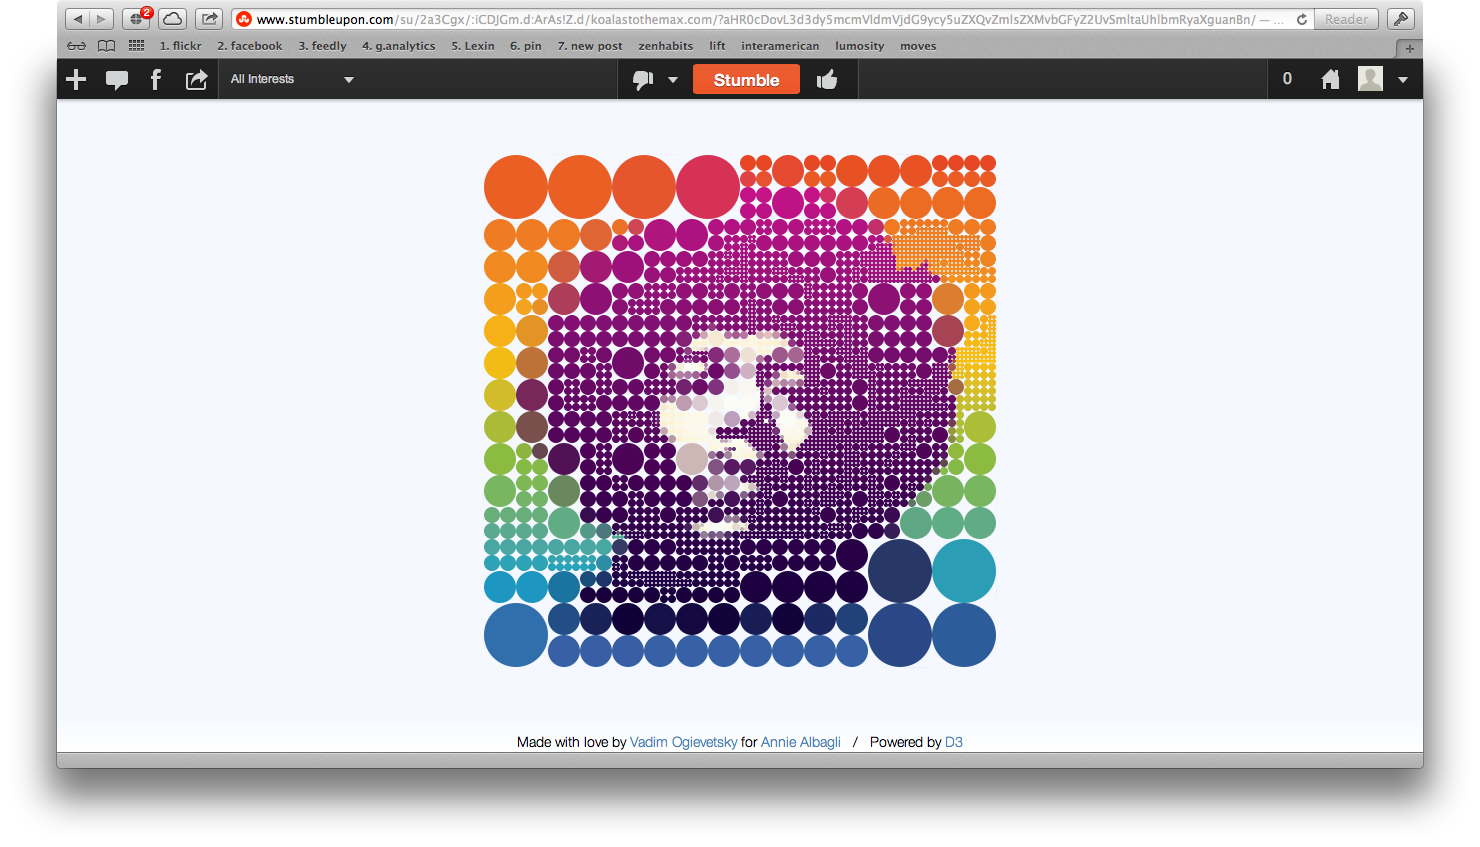 www.stumbleupon.com/su/2a3Cgx/:iCDJGm.d:ArAs!Z.d/koalastothemax.com/?aHR0cDovL3d3dy5mcmVldmVjdG9ycy5uZXQvZmlsZXMvbGFyZ2UvSmltaUhlbmRyaXguanBn/ — ...
Reader
2
1. flickr 2. facebook 3. feedly 4. g.analytics 5. Lexin 6. pin 7. new post zenhabits lift interamerican lumosity moves
All Interests
Stumble
0
Made with love by Vadim Ogievetsky for Annie Albagli / Powered by D3